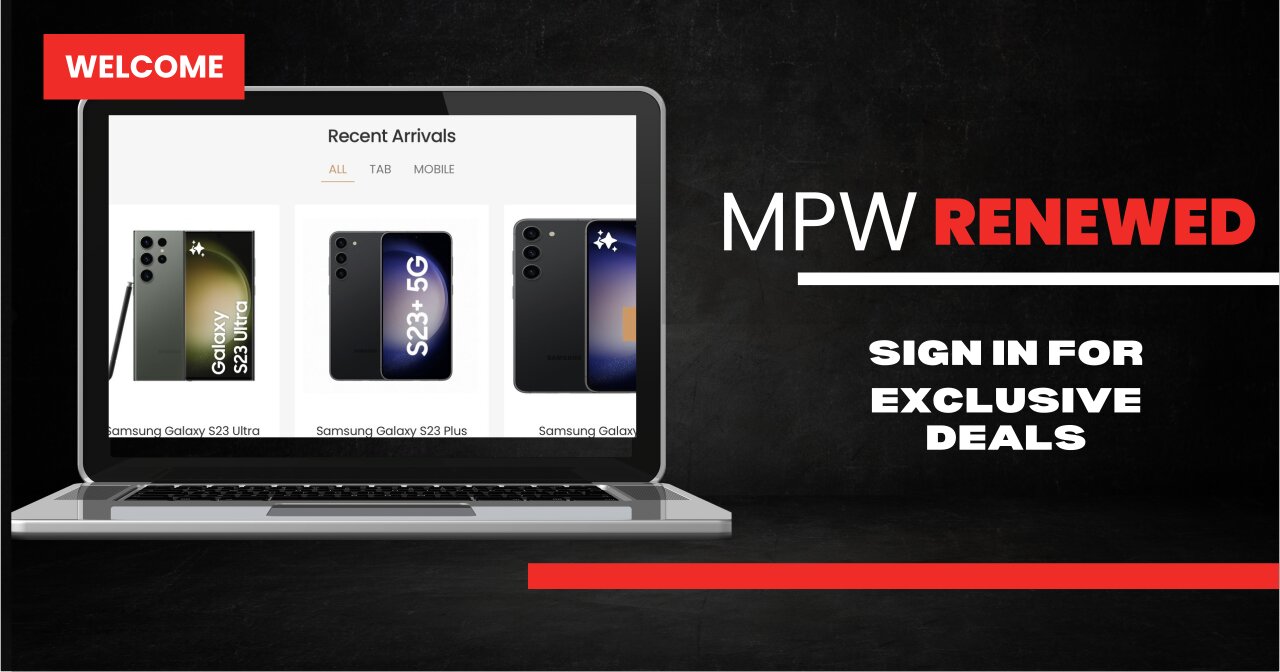 WELCOME
Recent Arrivals
ALL TAB MOBILE
Galaxy
S23 Ultra
S23+ 5G
Samsung Galaxy S23 Ultra
Samsung Galaxy S23 Plus
Samsung Galaxy
MPW RENEWED
SIGN IN FOR
EXCLUSIVE
DEALS